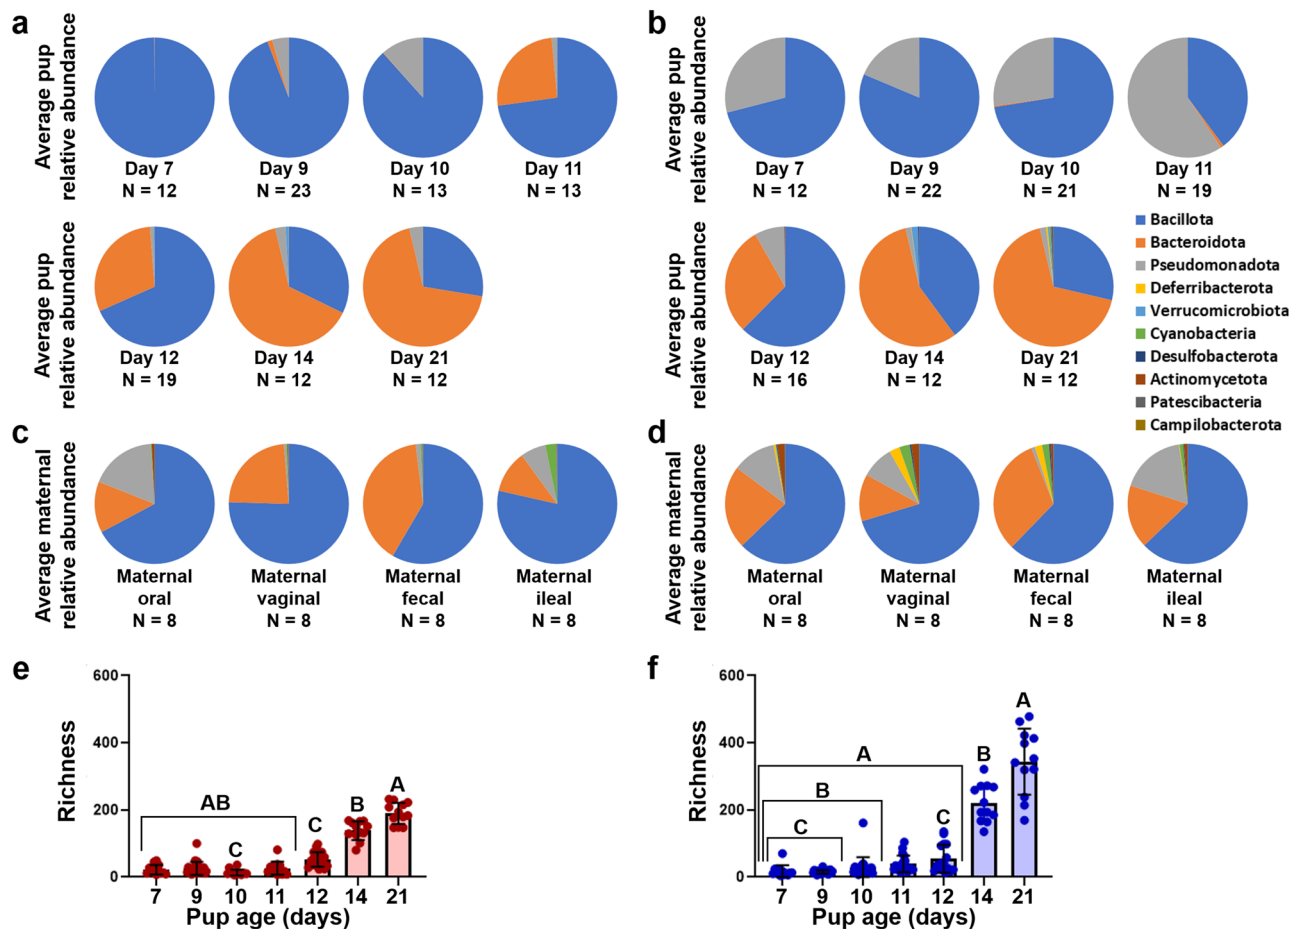 a
Average pup
relative abundance
Day 7
N = 12
Day 9
N = 23
Day 10
N = 13
Day 11
N = 13
Average pup
relative abundance
Day 12
N = 19
Day 14
N = 12
Day 21
N = 12
b
Average pup
relative abundance
Day 7
N = 12
Day 9
N = 22
Day 10
N = 21
Day 11
N = 19
Average pup
relative abundance
Day 12
N = 16
Day 14
N = 12
Day 21
N = 12
Bacillota
Bacteroidota
Pseudomonadota
Deferribacterota
Verrucomicrobiota
Cyanobacteria
Desulfobacterota
Actinomycetota
Patescibacteria
Campilobacterota
c
Average maternal
relative abundance
Maternal
oral
N = 8
Maternal
vaginal
N = 8
Maternal
fecal
N = 8
Maternal
ileal
N = 8
d
Average maternal
relative abundance
Maternal
oral
N = 8
Maternal
vaginal
N = 8
Maternal
fecal
N = 8
Maternal
ileal
N = 8
e
Richness
600
400
200
0
AB
C
C
B
A
7 9 10 11 12 14 21
Pup age (days)
f
Richness
600
400
200
0
A
B
C
C
B
A
7 9 10 11 12 14 21
Pup age (days)